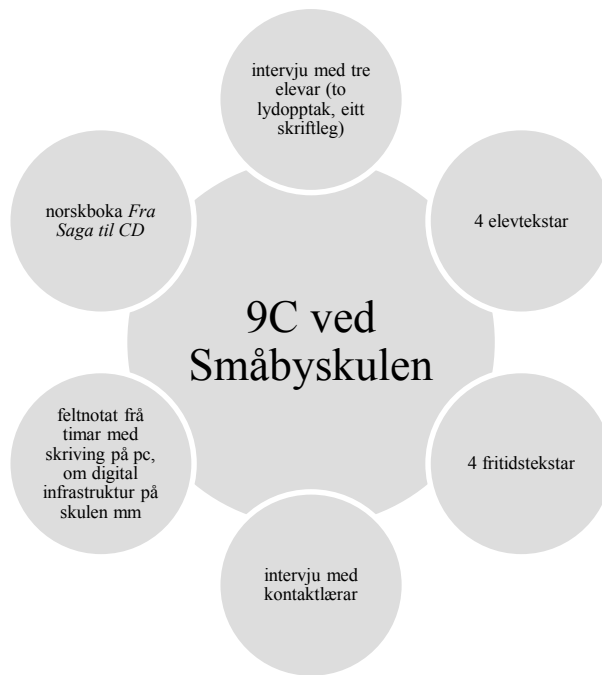 intervju med tre
elevar (to
lydopptak, eitt
skriftleg)
norskboka Fra
Saga til CD
4 elevtekstar
9C ved
Småbyskulen
feltnotat frå
timar med
skriving på pc,
om digital
infrastruktur på
skulen mm
4 fritidstekstar
intervju med
kontaktlærar